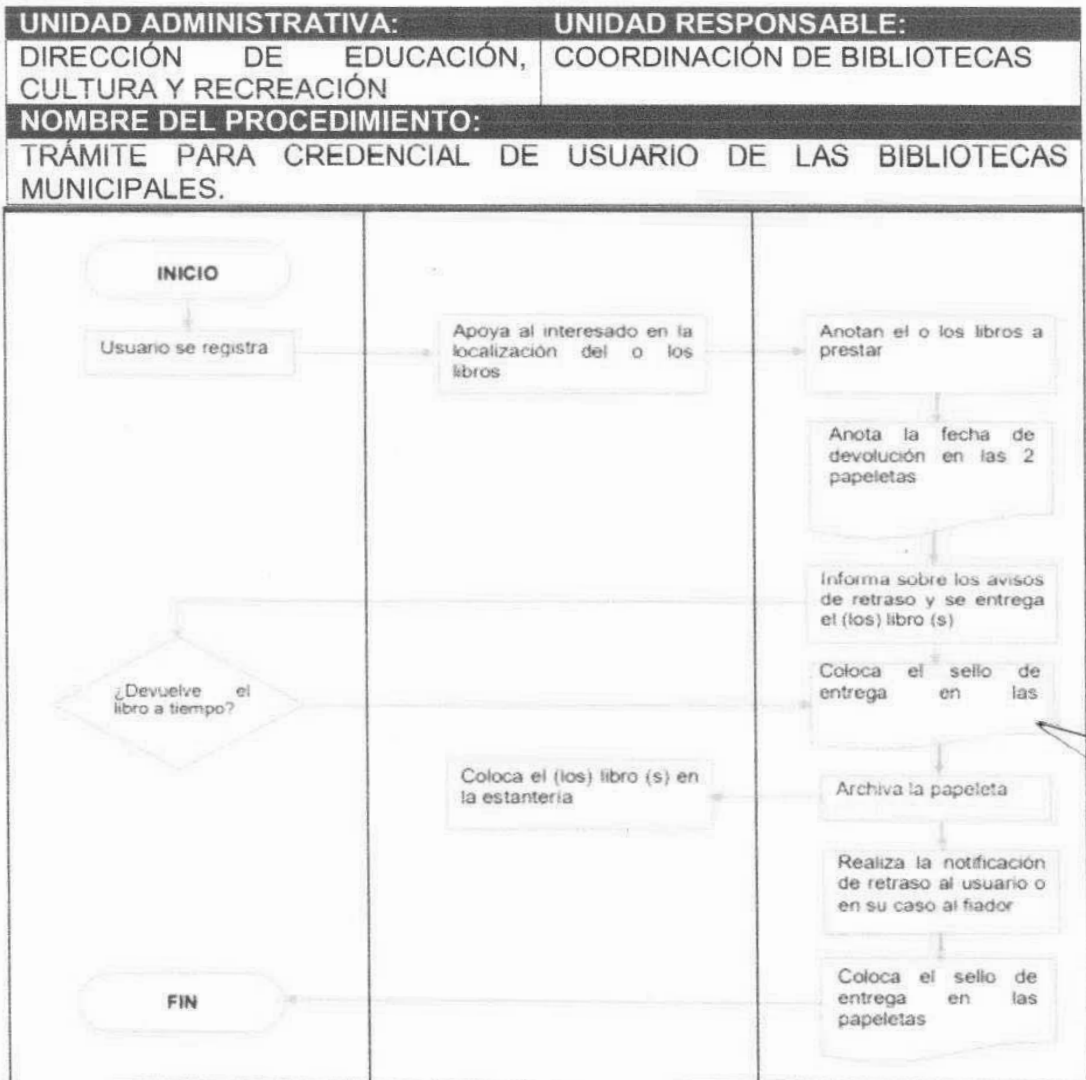 UNIDAD ADMINISTRATIVA:
UNIDAD RESPONSABLE:
DIRECCIÓN DE EDUCACIÓN,
CULTURA Y RECREACIÓN
COORDINACIÓN DE BIBLIOTECAS
NOMBRE DEL PROCEDIMIENTO:
TRÁMITE PARA CREDENCIAL DE USUARIO DE LAS BIBLIOTECAS
MUNICIPALES.
INICIO
Usuario se registra
Apoya al interesado en la
localización del o los
libros
Anotan el o los libros a
prestar
Anota la fecha de
devolución en las 2
papeletas
Informa sobre los avisos
de retraso y se entrega
el (los) libro (s)
¿Devuelve el
libro a tiempo?
Coloca el sello de
entrega en las
Archiva la papeleta
Coloca el (los) libro (s) en
la estantería
Realiza la notificación
de retraso al usuario o
en su caso al fiador
Coloca el sello de
entrega en las
papeletas
FIN